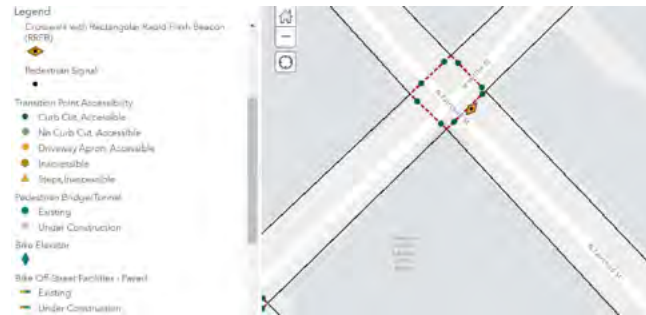 Legend
Crosswalk with Rectangular Rapid Flash Beacon
(RRFB)
Pedestrian Signal
Transition Point Accessibility
Curb Cut, Accessible
No Curb Cut, Accessible
Driveway Apron, Accessible
Inaccessible
Steps, Inaccessible
Pedestrian Bridge/Tunnel
Existing
Under Construction
Bike Elevator
Bike Off-Street Facilities - Paved
Existing
Under Construction